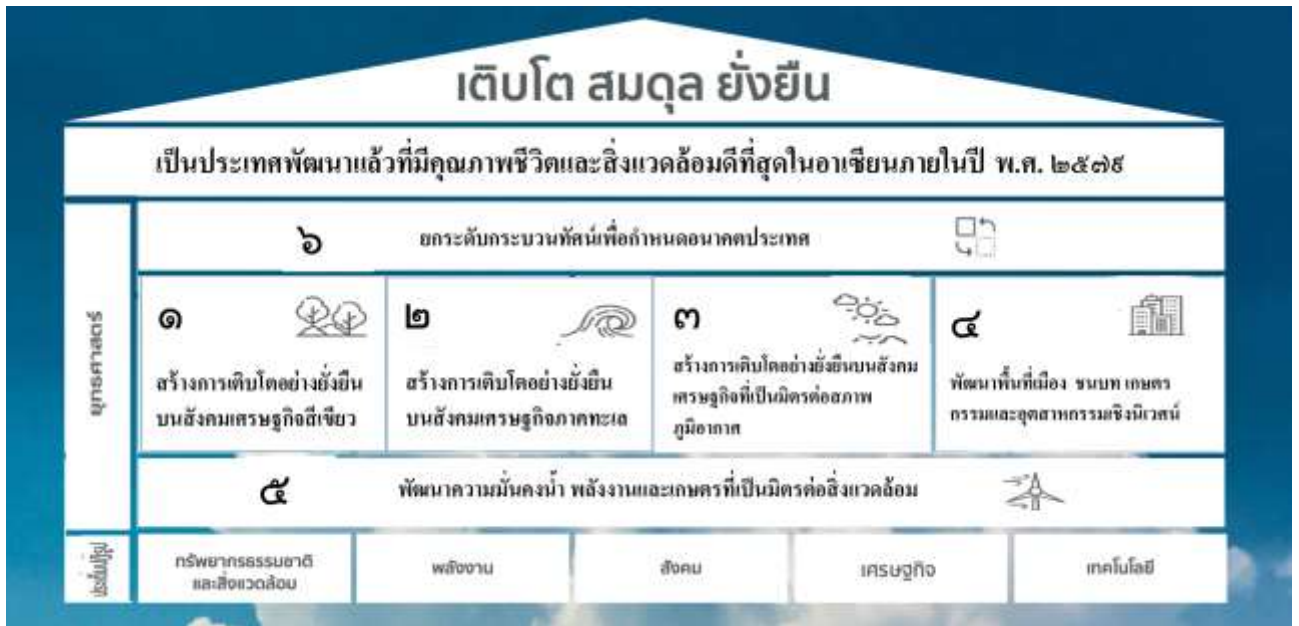 เติบโต สมดุล ยั่งยืน
เป็นประเทศพัฒนาแล้วที่มีคุณภาพชีวิตและสิ่งแวดล้อมดีที่สุดในอาเซียนภายในปี พ.ศ. ๒๕๗๙
ยุทธศาสตร์
๖ ยกระดับกระบวนทัศน์เพื่อกำหนดอนาคตประเทศ
๑
สร้างการเติบโตอย่างยั่งยืน
บนสังคมเศรษฐกิจสีเขียว
๒
สร้างการเติบโตอย่างยั่งยืน
บนสังคมเศรษฐกิจภาคทะเล
๓
สร้างการเติบโตอย่างยั่งยืนบนสังคม
เศรษฐกิจที่เป็นมิตรต่อสภาพ
ภูมิอากาศ
๔
พัฒนาพื้นที่เมือง ชนบท เกษตร
กรรมและอุตสาหกรรมเชิงนิเวศน์
๕ พัฒนาความมั่นคงน้ำ พลังงานและเกษตรที่เป็นมิตรต่อสิ่งแวดล้อม
ประเด็นปฏิรูป
ทรัพยากรธรรมชาติ
และสิ่งแวดล้อม
พลังงาน
สังคม
เศรษฐกิจ
เทคโนโลยี